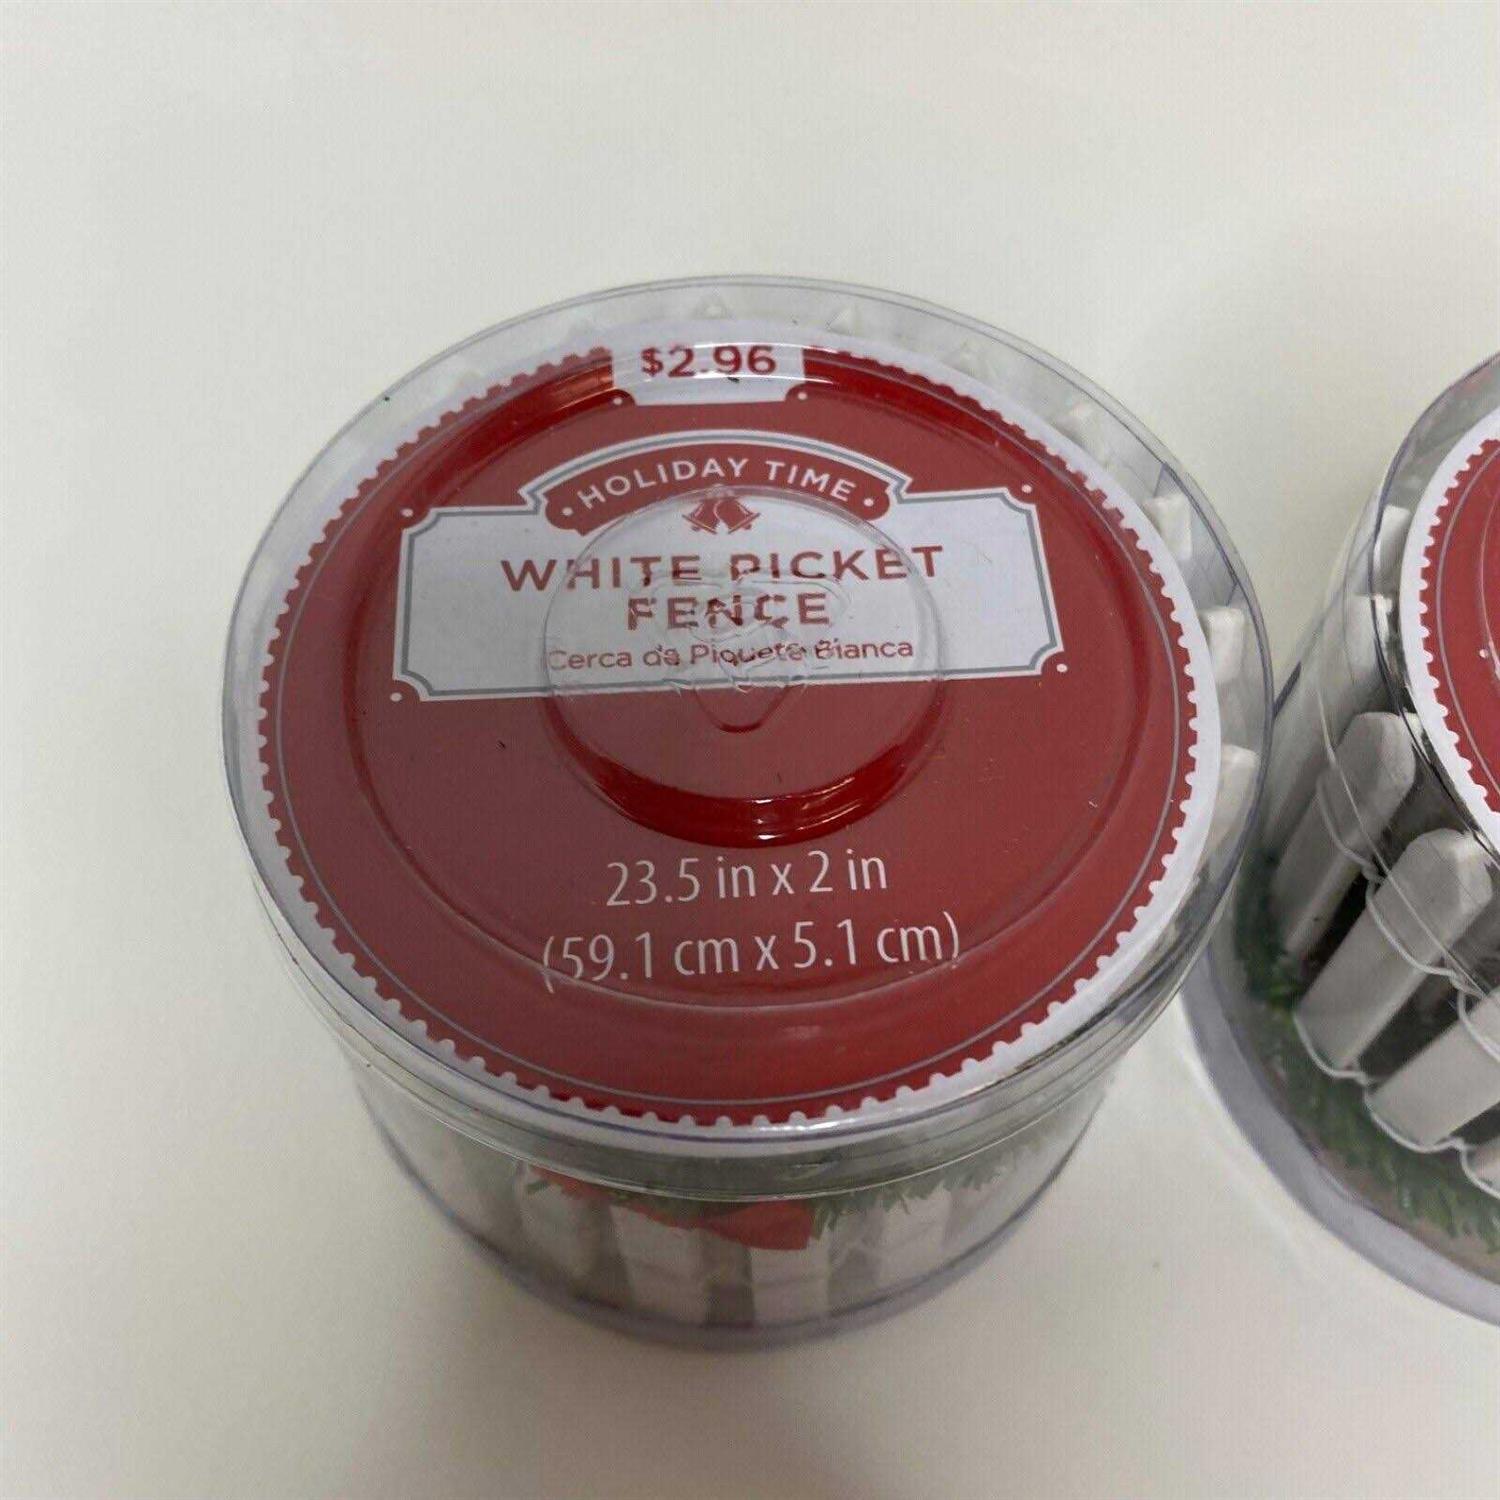 $2.96
HOLIDAY TIME
WHITE PICKET
FENCE
Cerca de Piquete Blanca
23.5 in x 2 in
(59.1 cm x 5.1 cm)